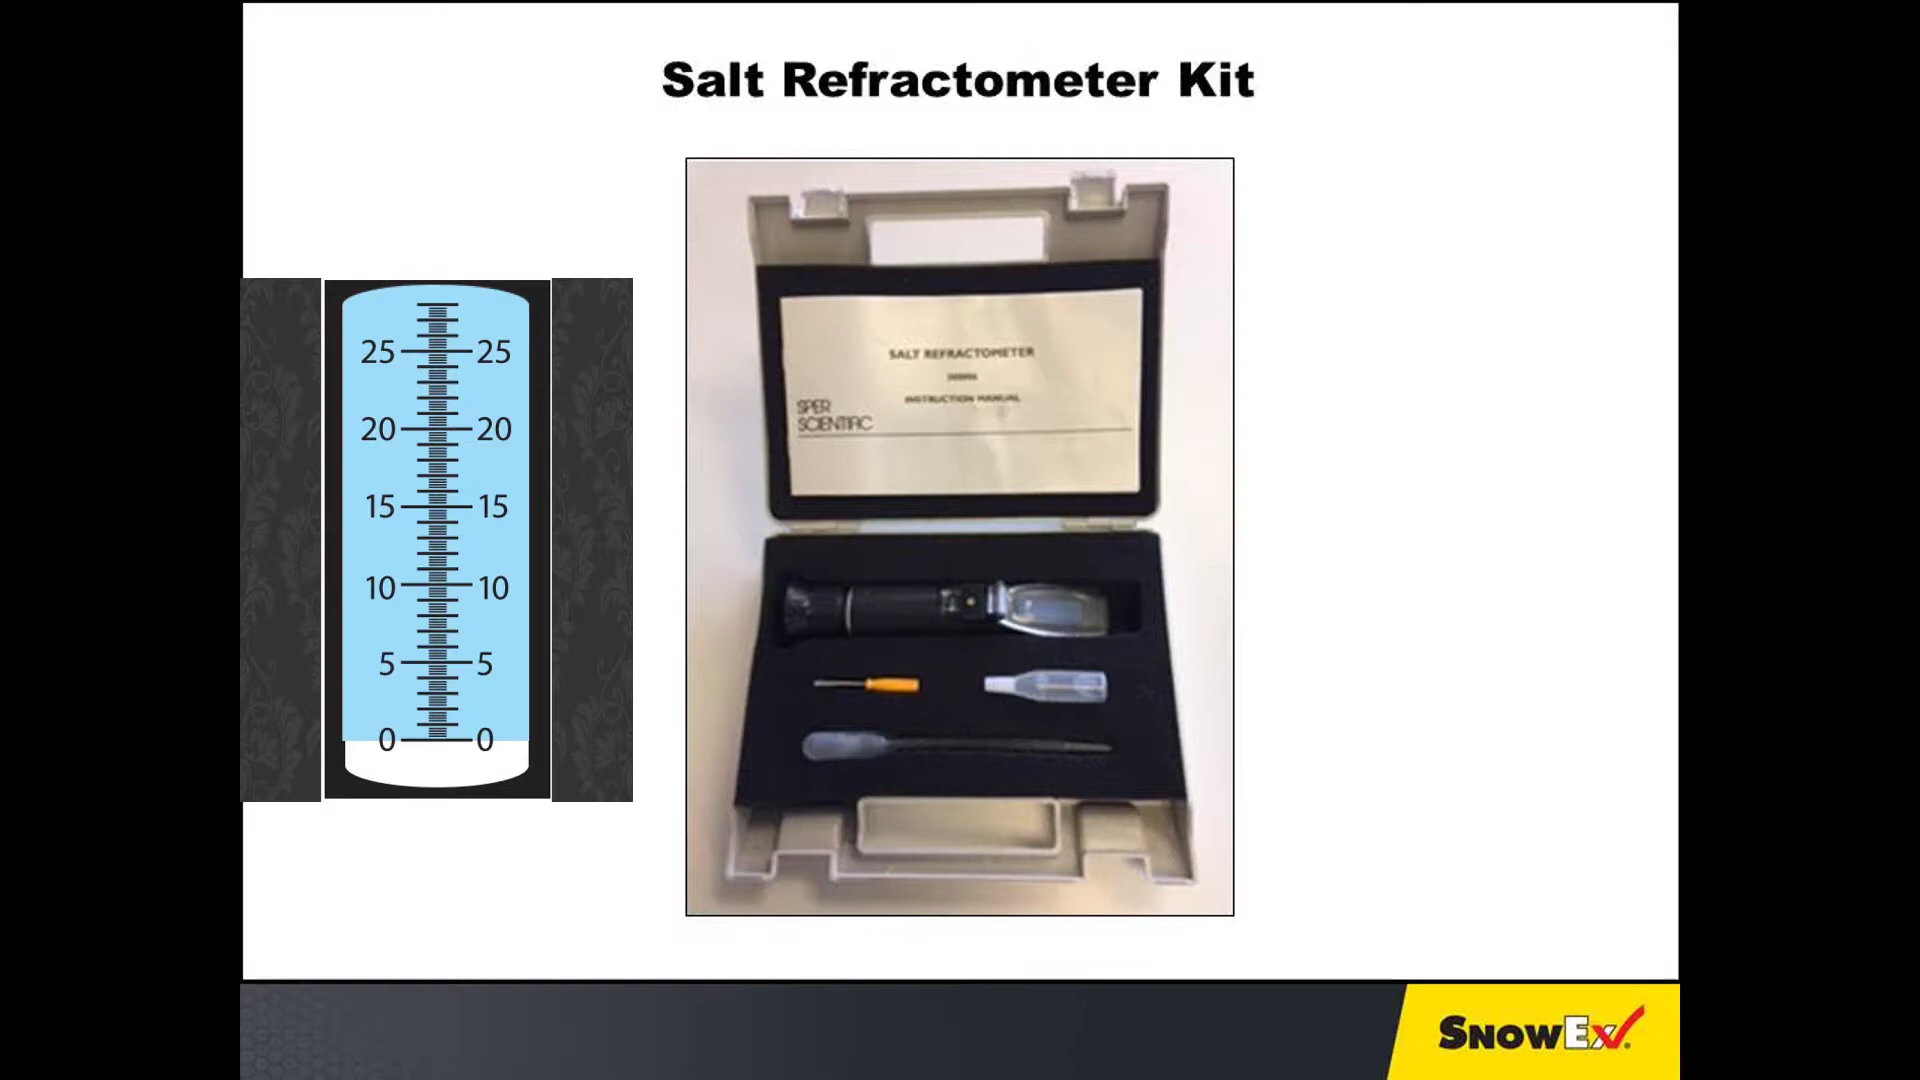 Salt Refractometer Kit
25 25
20 20
15 15
10 10
5 5
0 0
SALT REFRACTOMETER
INSTRUCTION MANUAL
SPER
SCIENTIFIC
SNOWEX